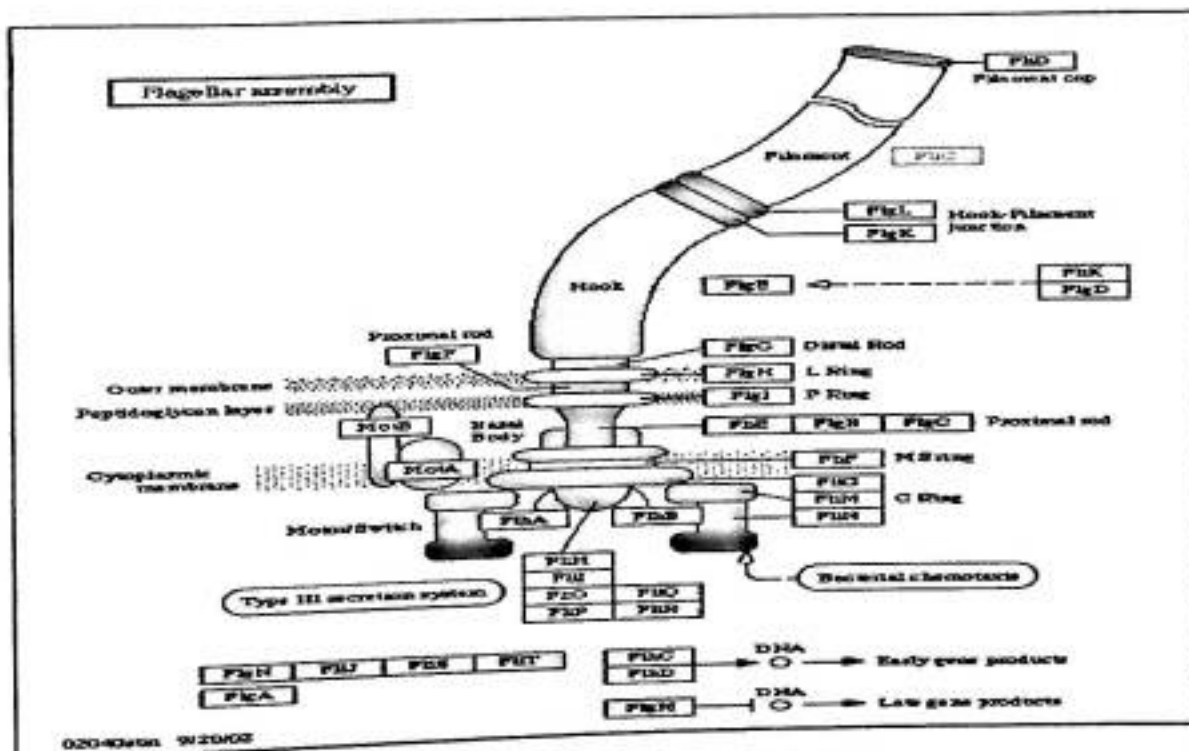 Flagellar assembly
FliD
Filament cap
Filament
FliC
FlgL
FlgK
Hook-Filament
junction
Hook
FlgE
FliK
FlgD
Proximal rod
FlgF
FlgG
Distal Rod
Outer membrane
FlgH
L Ring
Peptidoglycan layer
FlgI
P Ring
MotB
Basal
Body
FliE
FlgB
FlgC
Proximal rod
MotA
Cytoplasmic
membrane
FliF
MS ring
FliG
FliM
FliN
C Ring
Motor/Switch
FlhA
FlhB
Type III secretion system
FliH
FliI
FliO
FliP
FliQ
FliR
Bacterial chemotaxis
FlgN
FliJ
FliS
FliT
FlgA
FlhC
FlhD
DNA
Early gene products
DNA
Late gene products
9/20/02